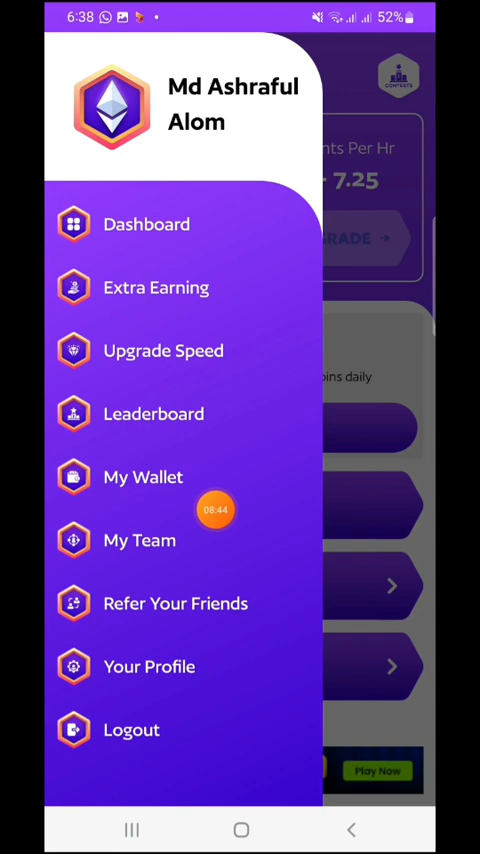 6:38
52%
Md Ashraful
Alom
CONTESTS
nts Per Hr
7.25
RADE
Dashboard
Extra Earning
Upgrade Speed
oins daily
Leaderboard
My Wallet
08:44
My Team
Refer Your Friends
Your Profile
Logout
Play Now